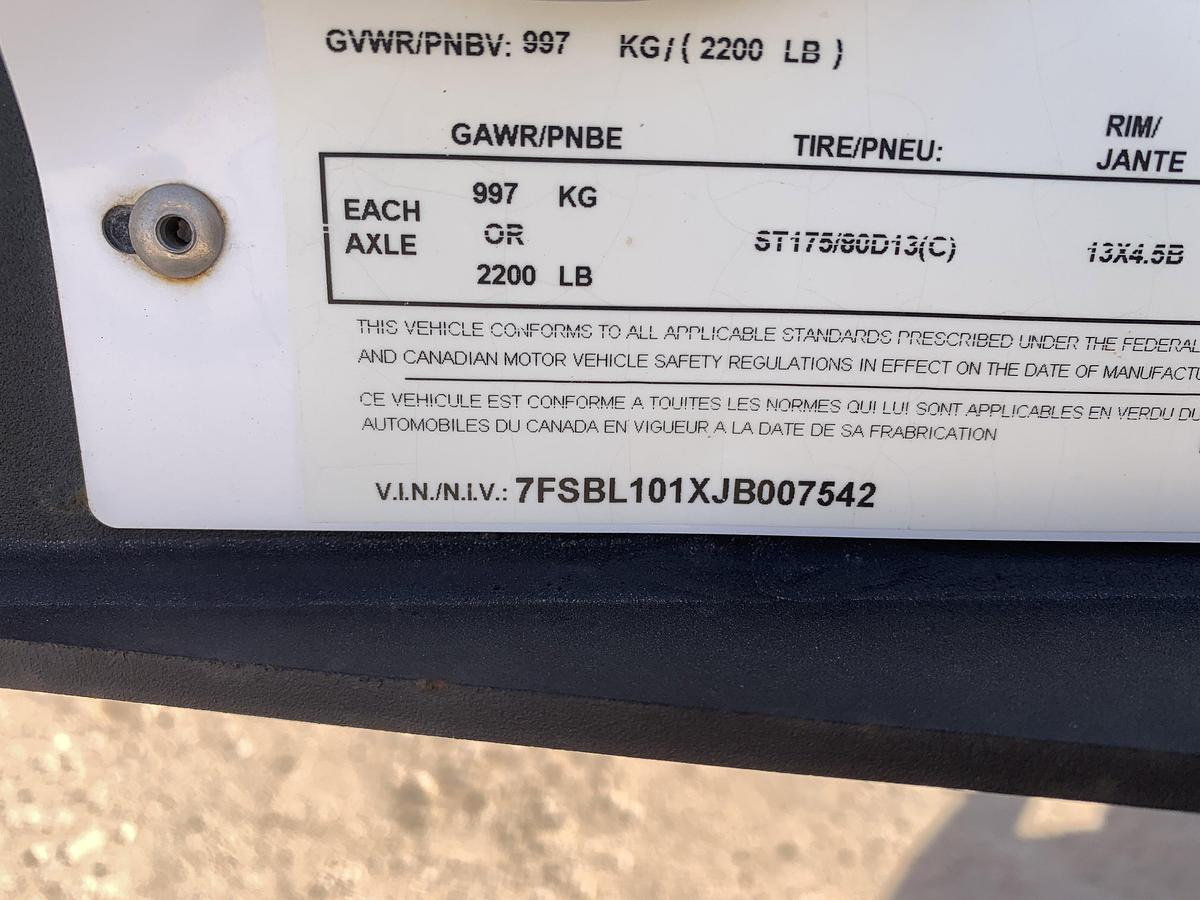 GVWR/PNBV: 997 KG/( 2200 LB )
GAWR/PNBE TIRE/PNEU: RIM/
JANTE
EACH
AXLE
997 KG
OR
2200 LB
ST175/80D13(C) 13X4.5B
THIS VEHICLE CONFORMS TO ALL APPLICABLE STANDARDS PRESCRIBED UNDER THE FEDERAL
AND CANADIAN MOTOR VEHICLE SAFETY REGULATIONS IN EFFECT ON THE DATE OF MANUFACTU
CE VEHICULE EST CONFORME A TOUITES LES NORMES QUI LUI SONT APPLICABLES EN VERDU DU
AUTOMOBILES DU CANADA EN VIGUEUR A LA DATE DE SA FRABRICATION
V.I.N./N.I.V.: 7FSBL101XJB007542